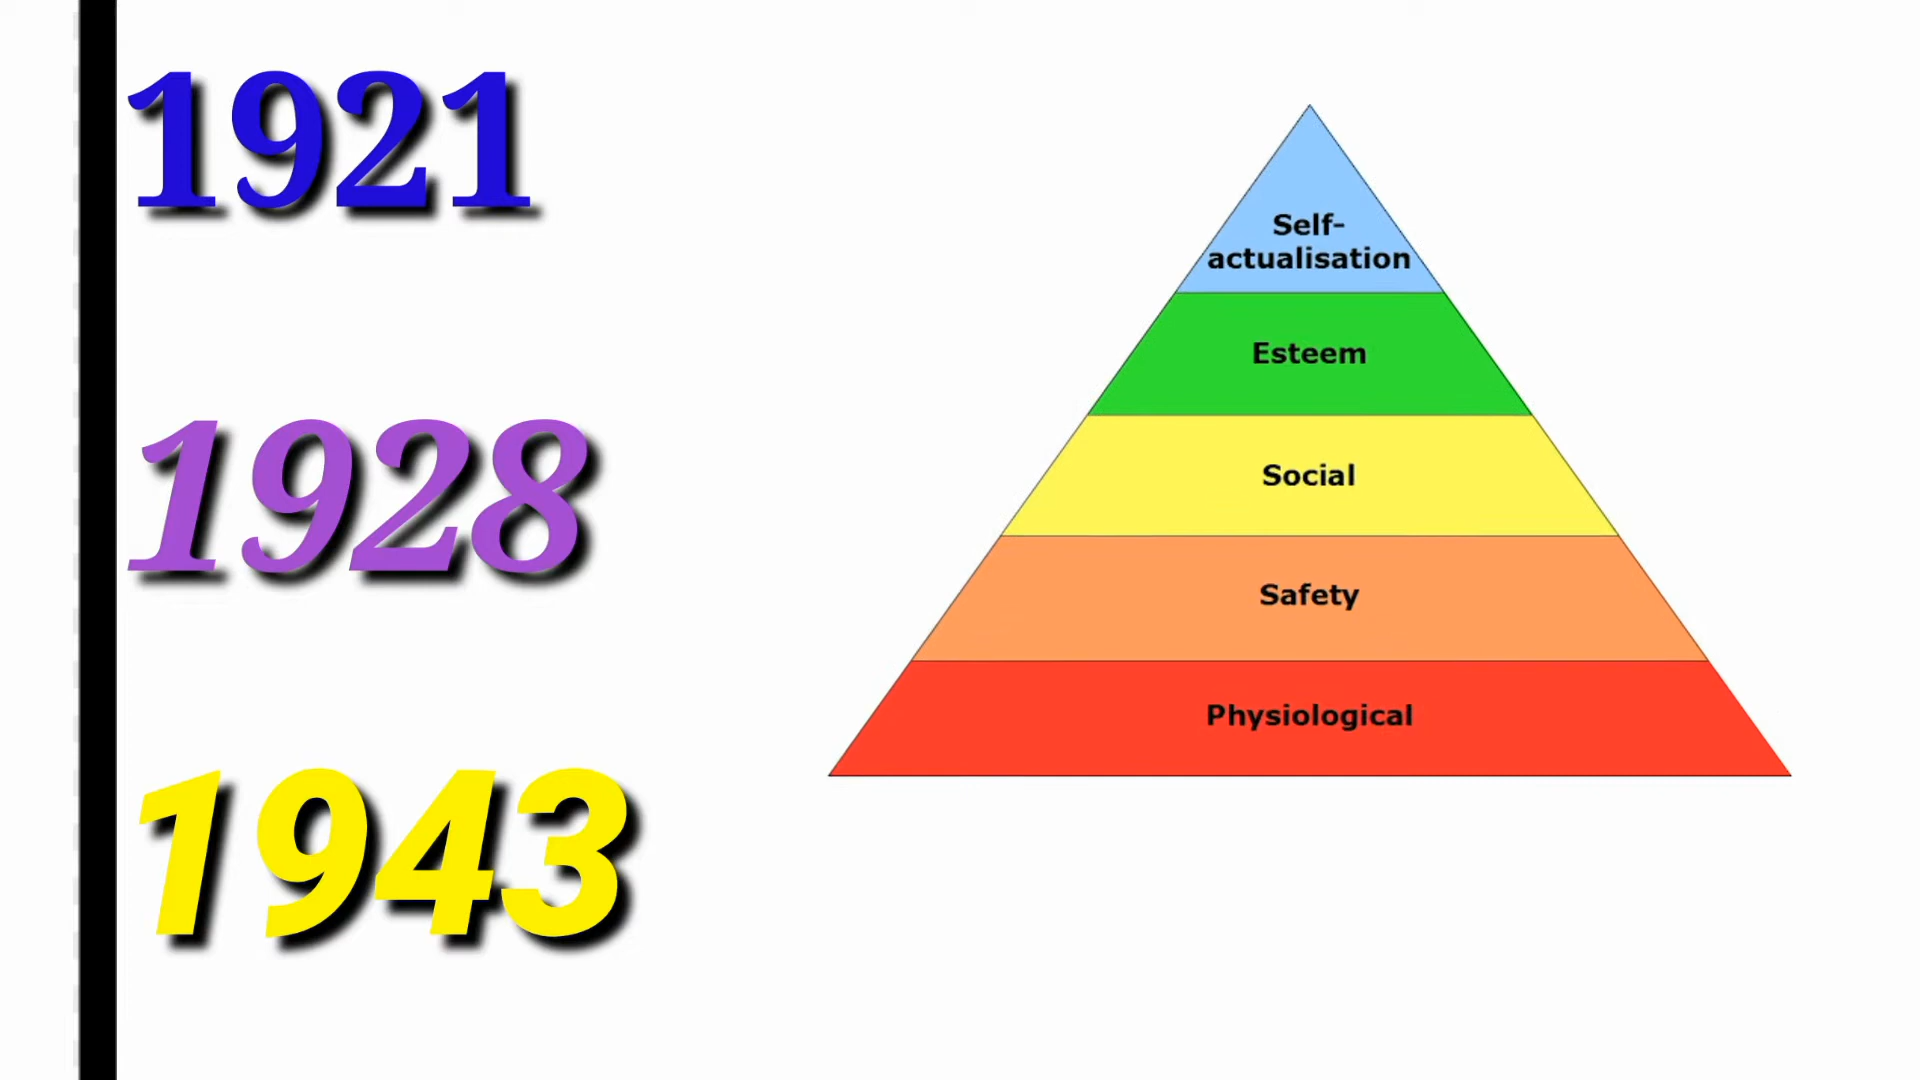 1921
1928
1943
Self-
actualisation
Esteem
Social
Safety
Physiological